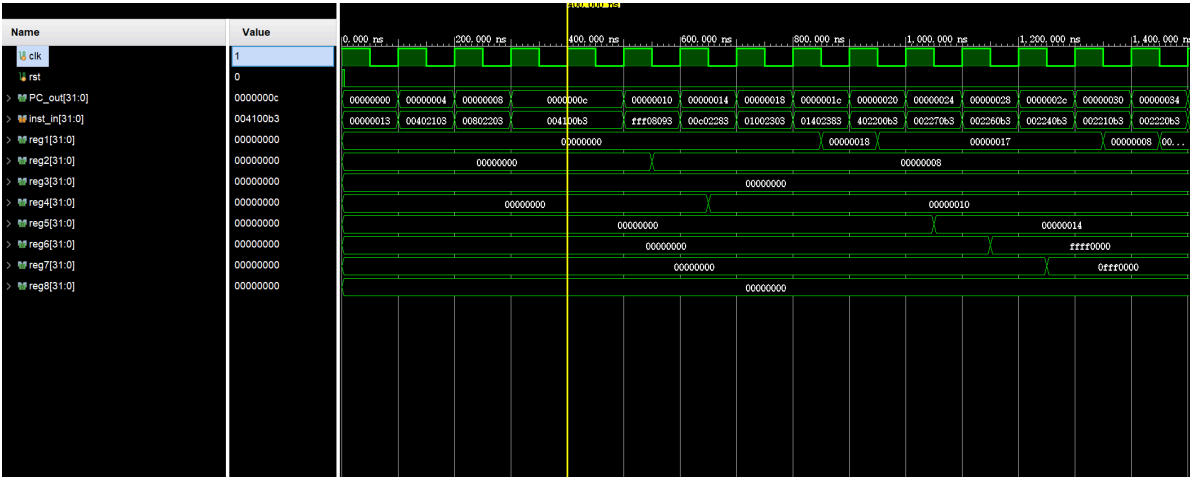 400.000 ns
Name Value
0.000 ns 200.000 ns 400.000 ns 600.000 ns 800.000 ns 1,000.000 ns 1,200.000 ns 1,400.000 ns
clk 1
rst 0
PC_out[31:0] 0000000c 00000000 00000004 00000008 0000000c 00000010 00000014 00000018 0000001c 00000020 00000024 00000028 0000002c 00000030 00000034
inst_in[31:0] 004100b3 00000013 00402103 00802203 004100b3 fff08093 00c02283 01002303 01402383 402200b3 002270b3 002260b3 002240b3 002210b3 002220b3
reg1[31:0] 00000000 00000000 00000018 00000017 00000008 00...
reg2[31:0] 00000000 00000000 00000008
reg3[31:0] 00000000 00000000
reg4[31:0] 00000000 00000000 00000010
reg5[31:0] 00000000 00000000 00000014
reg6[31:0] 00000000 00000000 ffff0000
reg7[31:0] 00000000 00000000 0fff0000
reg8[31:0] 00000000 00000000